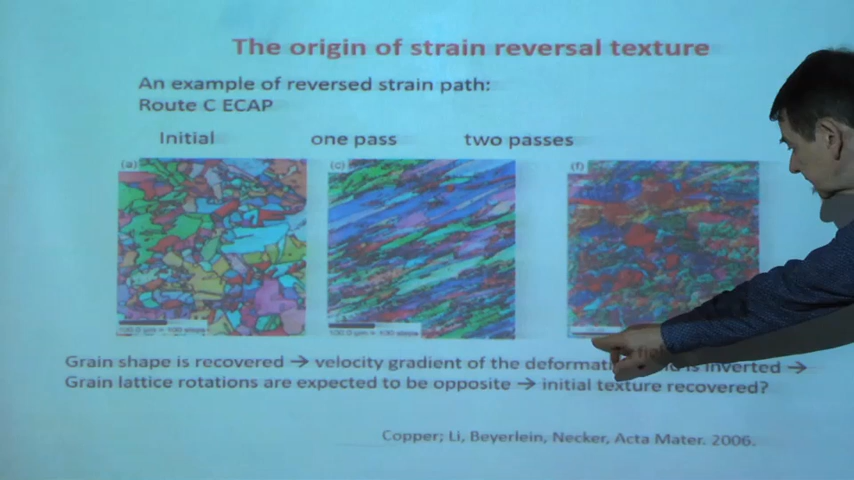 The origin of strain reversal texture
An example of reversed strain path:
Route C ECAP
Initial one pass two passes
(a) (c) (f)
Grain shape is recovered → velocity gradient of the is inverted →
Grain lattice rotations are expected to be opposite → initial texture recovered?
Copper; Li, Beyerlein, Necker, Acta Mater. 2006.